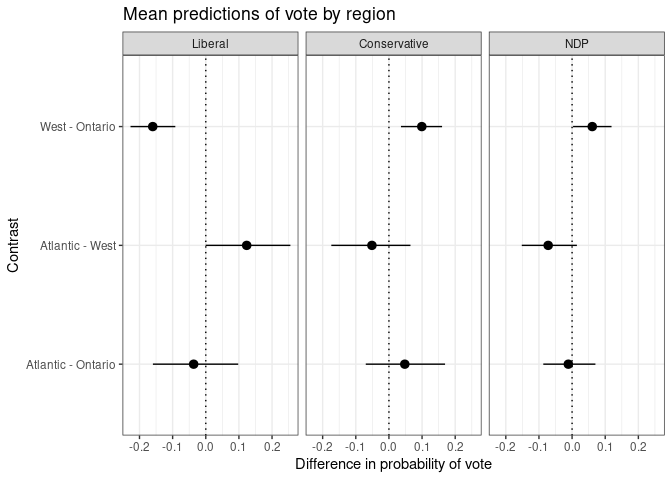 Mean predictions of vote by region
Liberal
Conservative
NDP
Contrast
West - Ontario
Atlantic - West
Atlantic - Ontario
-0.2 -0.1 0.0 0.1 0.2
-0.2 -0.1 0.0 0.1 0.2
-0.2 -0.1 0.0 0.1 0.2
Difference in probability of vote